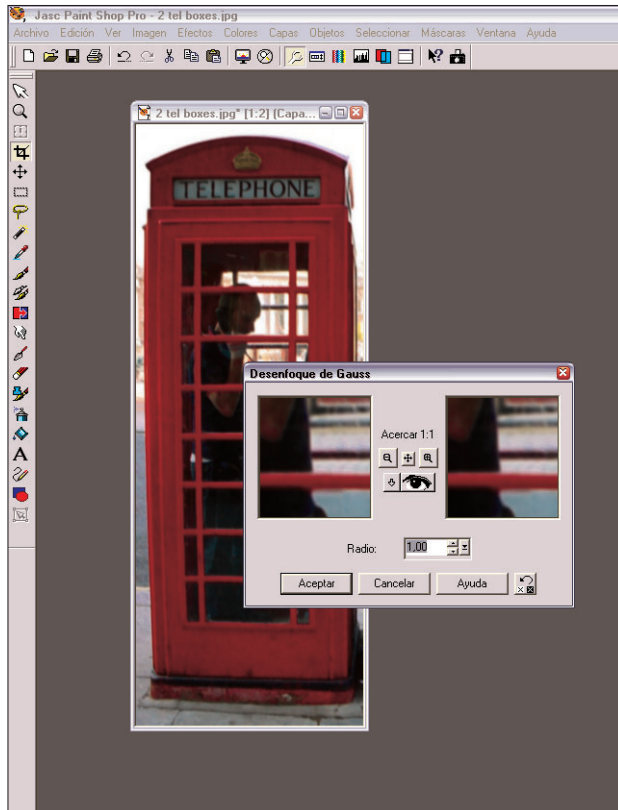 Jasc Paint Shop Pro - 2 tel boxes.jpg
Archivo Edición Ver Imagen Efectos Colores Capas Objetos Seleccionar Máscaras Ventana Ayuda
2 tel boxes.jpg* [1:2] (Capa...
TELEPHONE
Desenfoque de Gauss
Acercar 1:1
Radio: 1,00
Aceptar Cancelar Ayuda